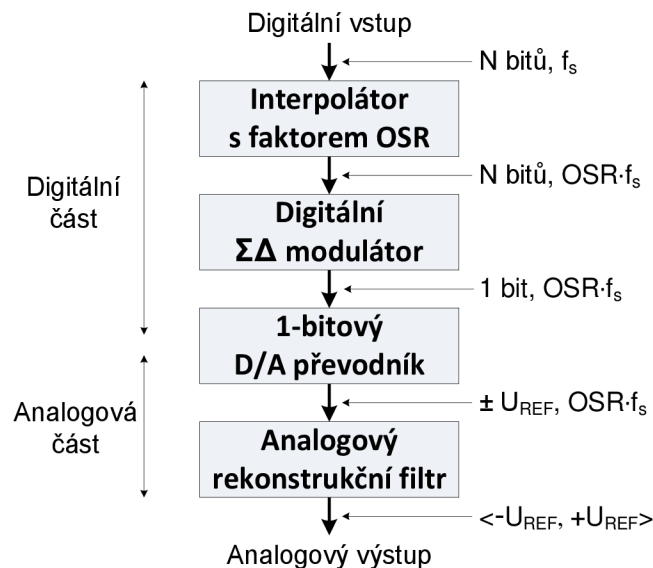 Digitální vstup
N bitů, fs
Interpolátor
s faktorem OSR
N bitů, OSR·fs
Digitální
část
Digitální
ΣΔ modulátor
1 bit, OSR·fs
1-bitový
D/A převodník
± UREF, OSR·fs
Analogová
část
Analogový
rekonstrukční filtr
<-UREF, +UREF>
Analogový výstup